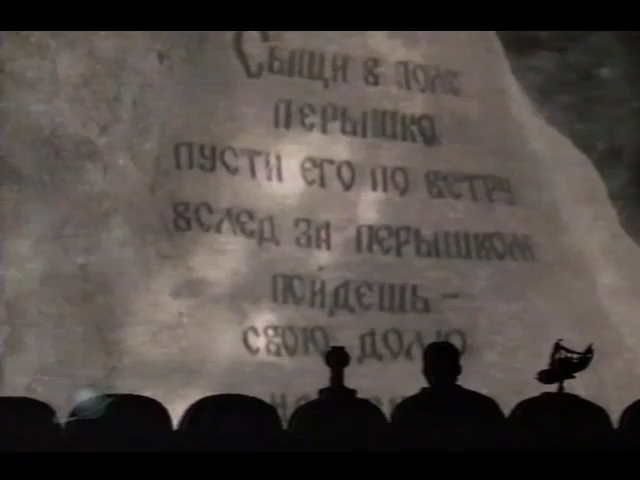 Сыщи в поле
перышко
пусти его по ветру
вслед за перышком
пойдешь –
свою долю